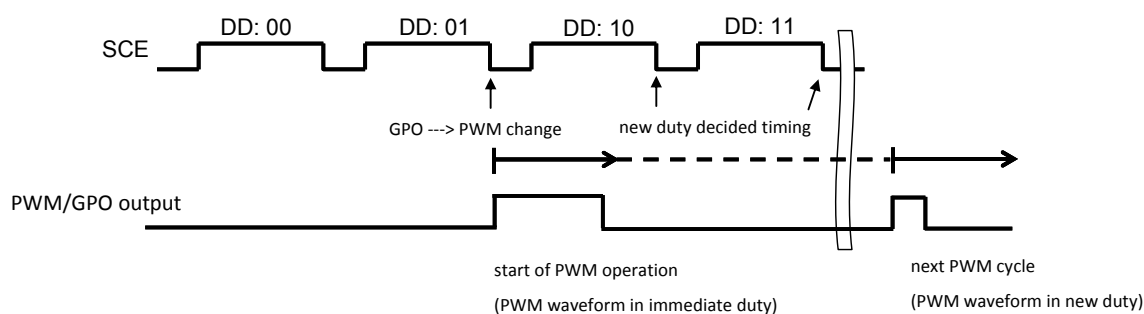 DD: 00 DD: 01 DD: 10 DD: 11
SCE
GPO ---> PWM change
new duty decided timing
PWM/GPO output
start of PWM operation
(PWM waveform in immediate duty)
next PWM cycle
(PWM waveform in new duty)